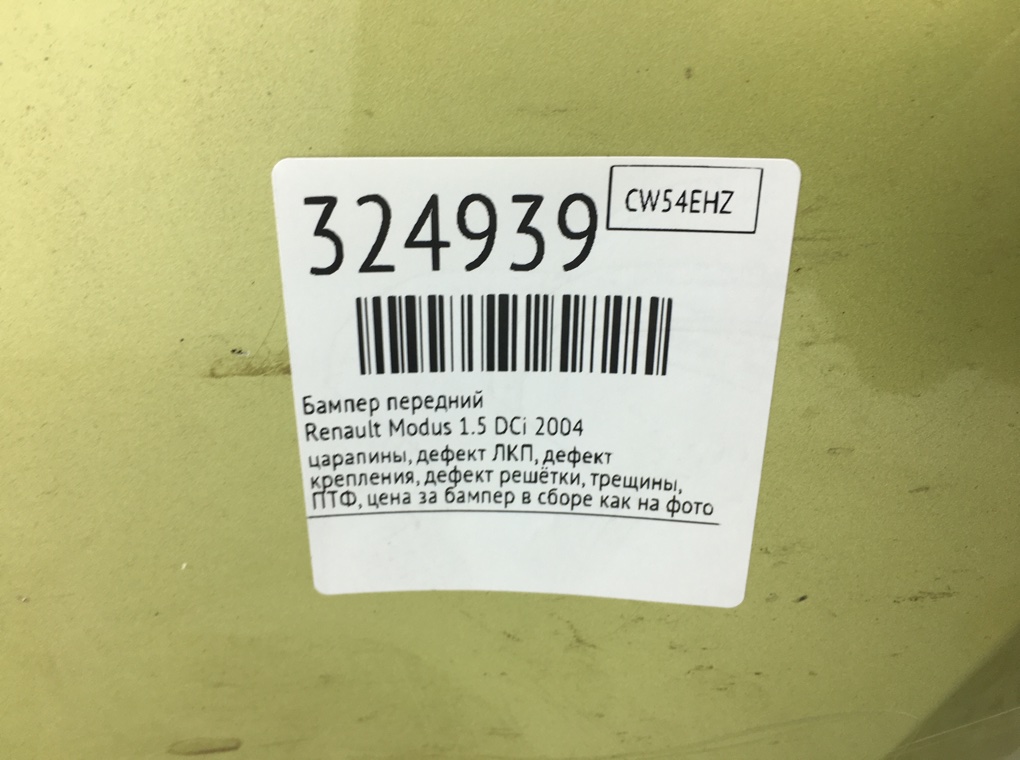 324939
CW54EHZ
Бампер передний
Renault Modus 1.5 DCi 2004
царапины, дефект ЛКП, дефект
крепления, дефект решётки, трещины,
ПТФ, цена за бампер в сборе как на фото